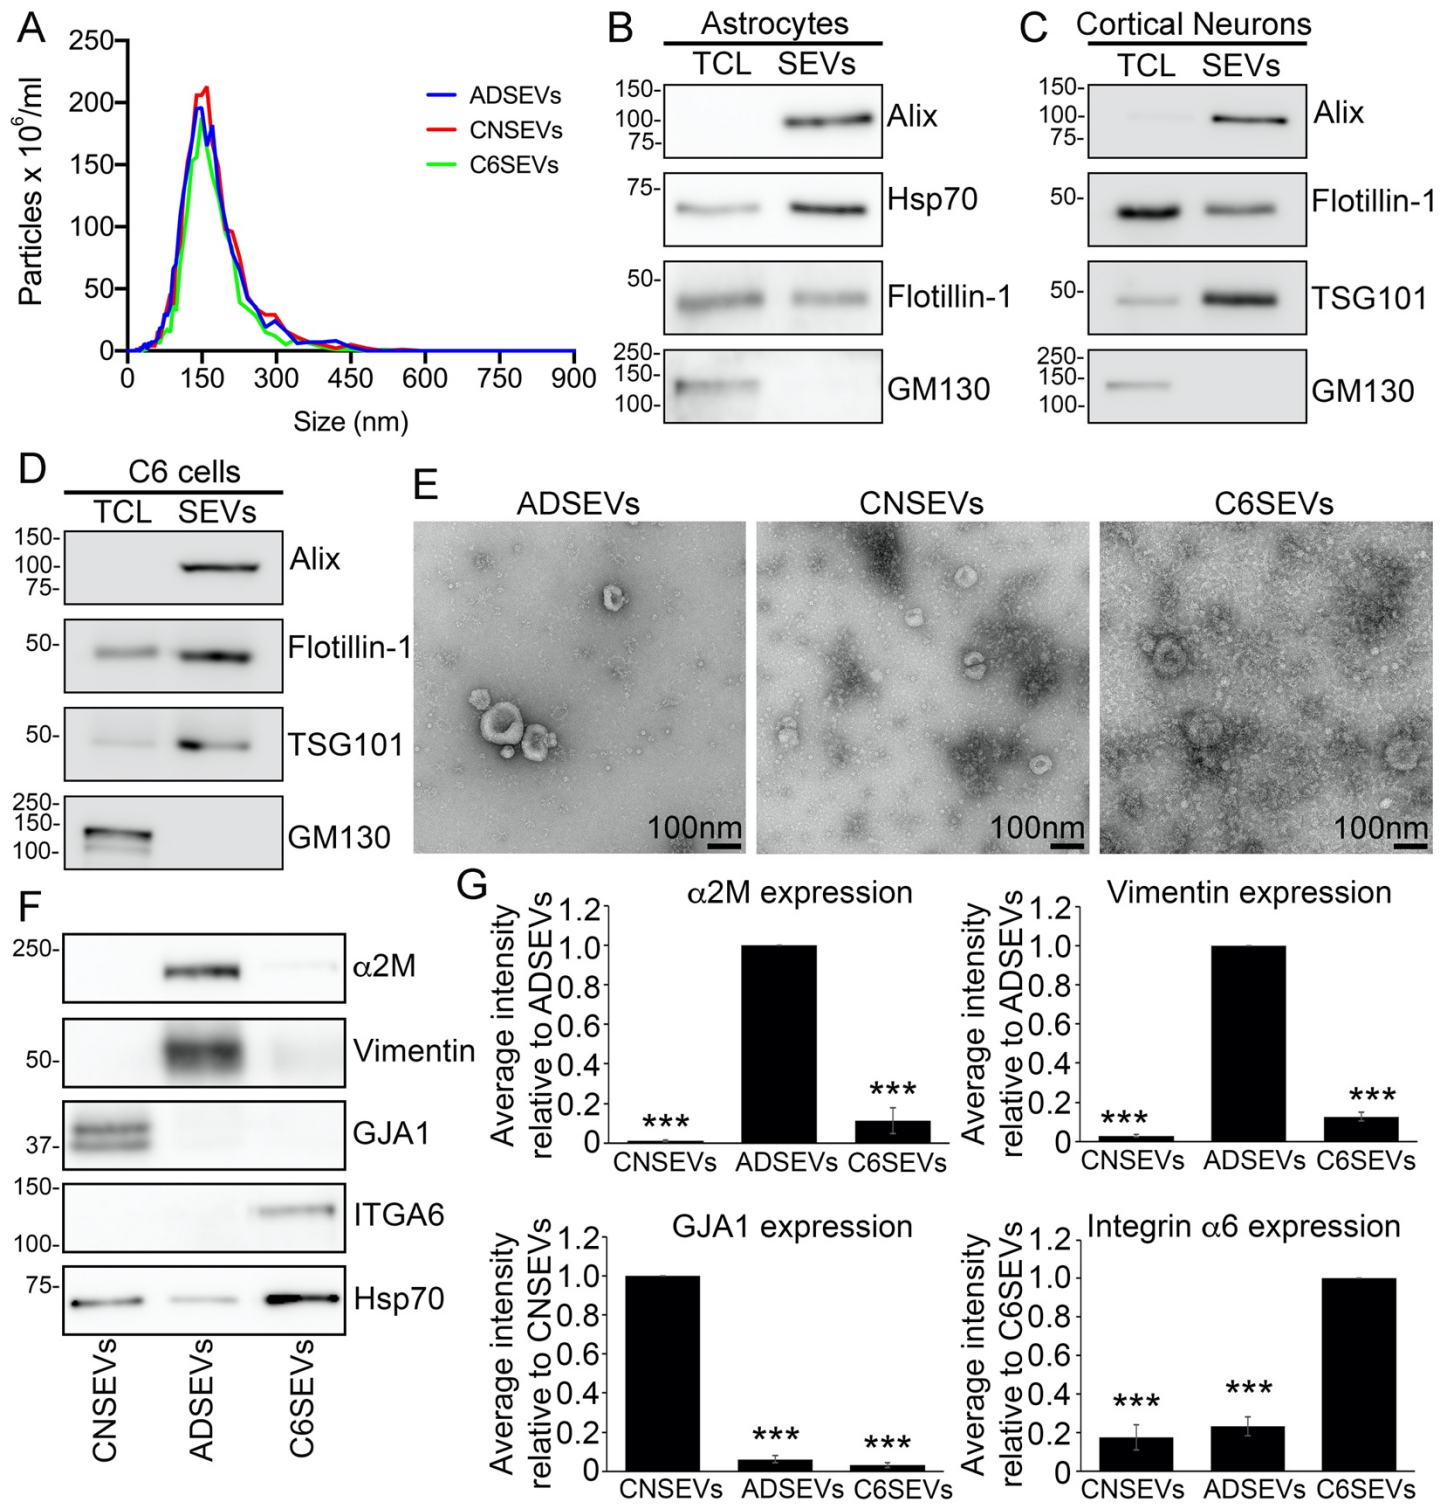 A
250
200
150
100
50
0
Particles x 10⁶/ml
0 150 300 450 600 750 900
Size (nm)
ADSEVs
CNSEVs
C6SEVs
B
Astrocytes
TCL SEVs
150-
100-
75-
Alix
75-
Hsp70
50-
Flotillin-1
250-
150-
100-
GM130
C
Cortical Neurons
TCL SEVs
150-
100-
75-
Alix
50-
Flotillin-1
50-
TSG101
250-
150-
100-
GM130
D
C6 cells
TCL SEVs
150-
100-
75-
Alix
50-
Flotillin-1
50-
TSG101
250-
150-
100-
GM130
E
ADSEVs CNSEVs C6SEVs
100nm 100nm 100nm
F
250-
α2M
50-
Vimentin
37-
GJA1
150-
100-
ITGA6
75-
Hsp70
CNSEVs
ADSEVs
C6SEVs
G
α2M expression
Average intensity
relative to ADSEVs
1.2
1.0
0.8
0.6
0.4
0.2
0
***
***
CNSEVs ADSEVs C6SEVs
Vimentin expression
Average intensity
relative to ADSEVs
1.2
1.0
0.8
0.6
0.4
0.2
0
***
***
CNSEVs ADSEVs C6SEVs
GJA1 expression
Average intensity
relative to CNSEVs
1.2
1.0
0.8
0.6
0.4
0.2
0
***
***
CNSEVs ADSEVs C6SEVs
Integrin α6 expression
Average intensity
relative to C6SEVs
1.2
1.0
0.8
0.6
0.4
0.2
0
***
***
CNSEVs ADSEVs C6SEVs